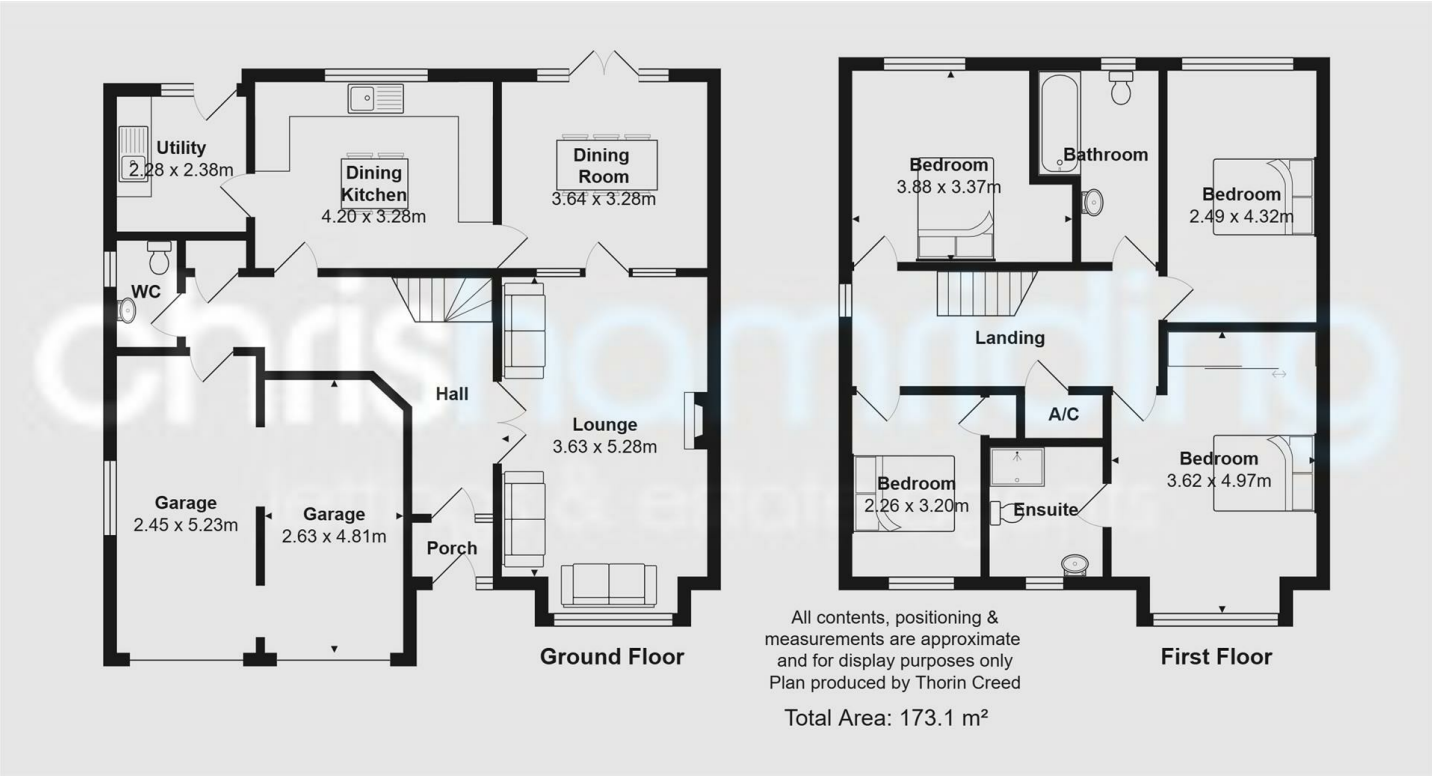 Utility
2.28 x 2.38m
Dining
Kitchen
4.20 x 3.28m
Dining
Room
3.64 x 3.28m
WC
Hall
Lounge
3.63 x 5.28m
Garage
2.45 x 5.23m
Garage
2.63 x 4.81m
Porch
Ground Floor
Bedroom
3.88 x 3.37m
Bathroom
Bedroom
2.49 x 4.32m
Landing
A/C
Bedroom
2.26 x 3.20m
Ensuite
Bedroom
3.62 x 4.97m
First Floor
All contents, positioning &
measurements are approximate
and for display purposes only
Plan produced by Thorin Creed
Total Area: 173.1 m²